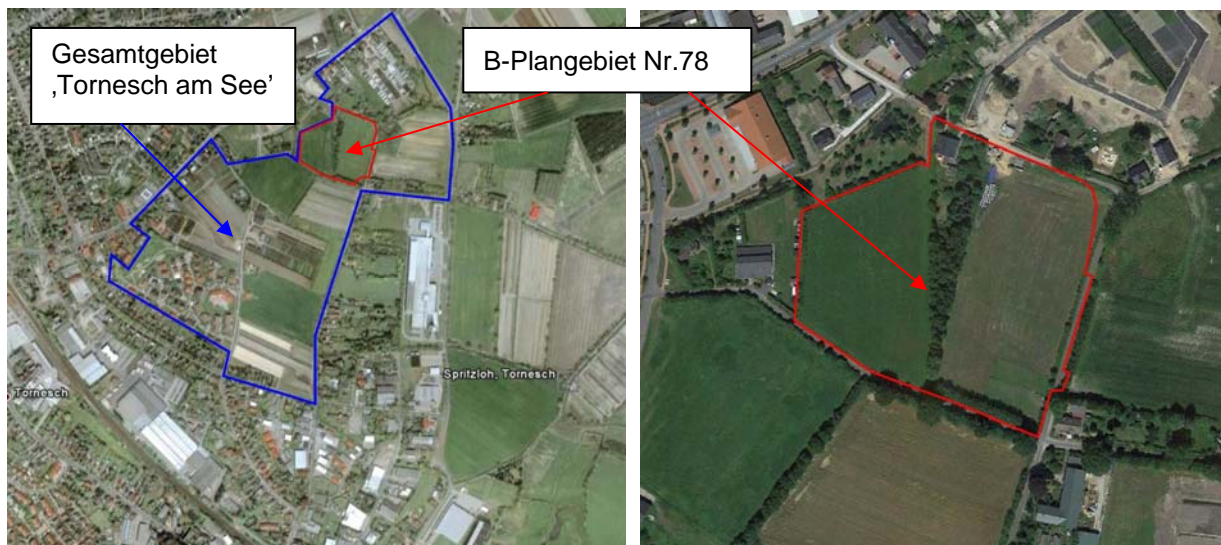 Gesamtgebiet
‚Tornesch am See’
B-Plangebiet Nr.78
Spritzloh, Tornesch
Tornesch